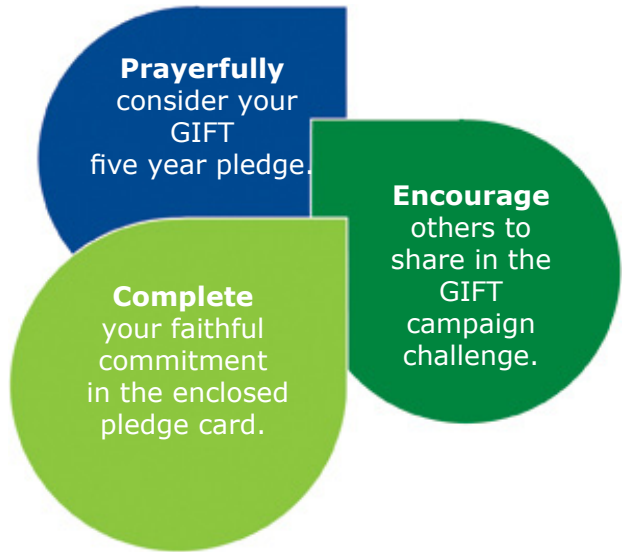 Prayerfully
consider your
GIFT
five year pledge.
Encourage
others to
share in the
GIFT
campaign
challenge.
Complete
your faithful
commitment
in the enclosed
pledge card.